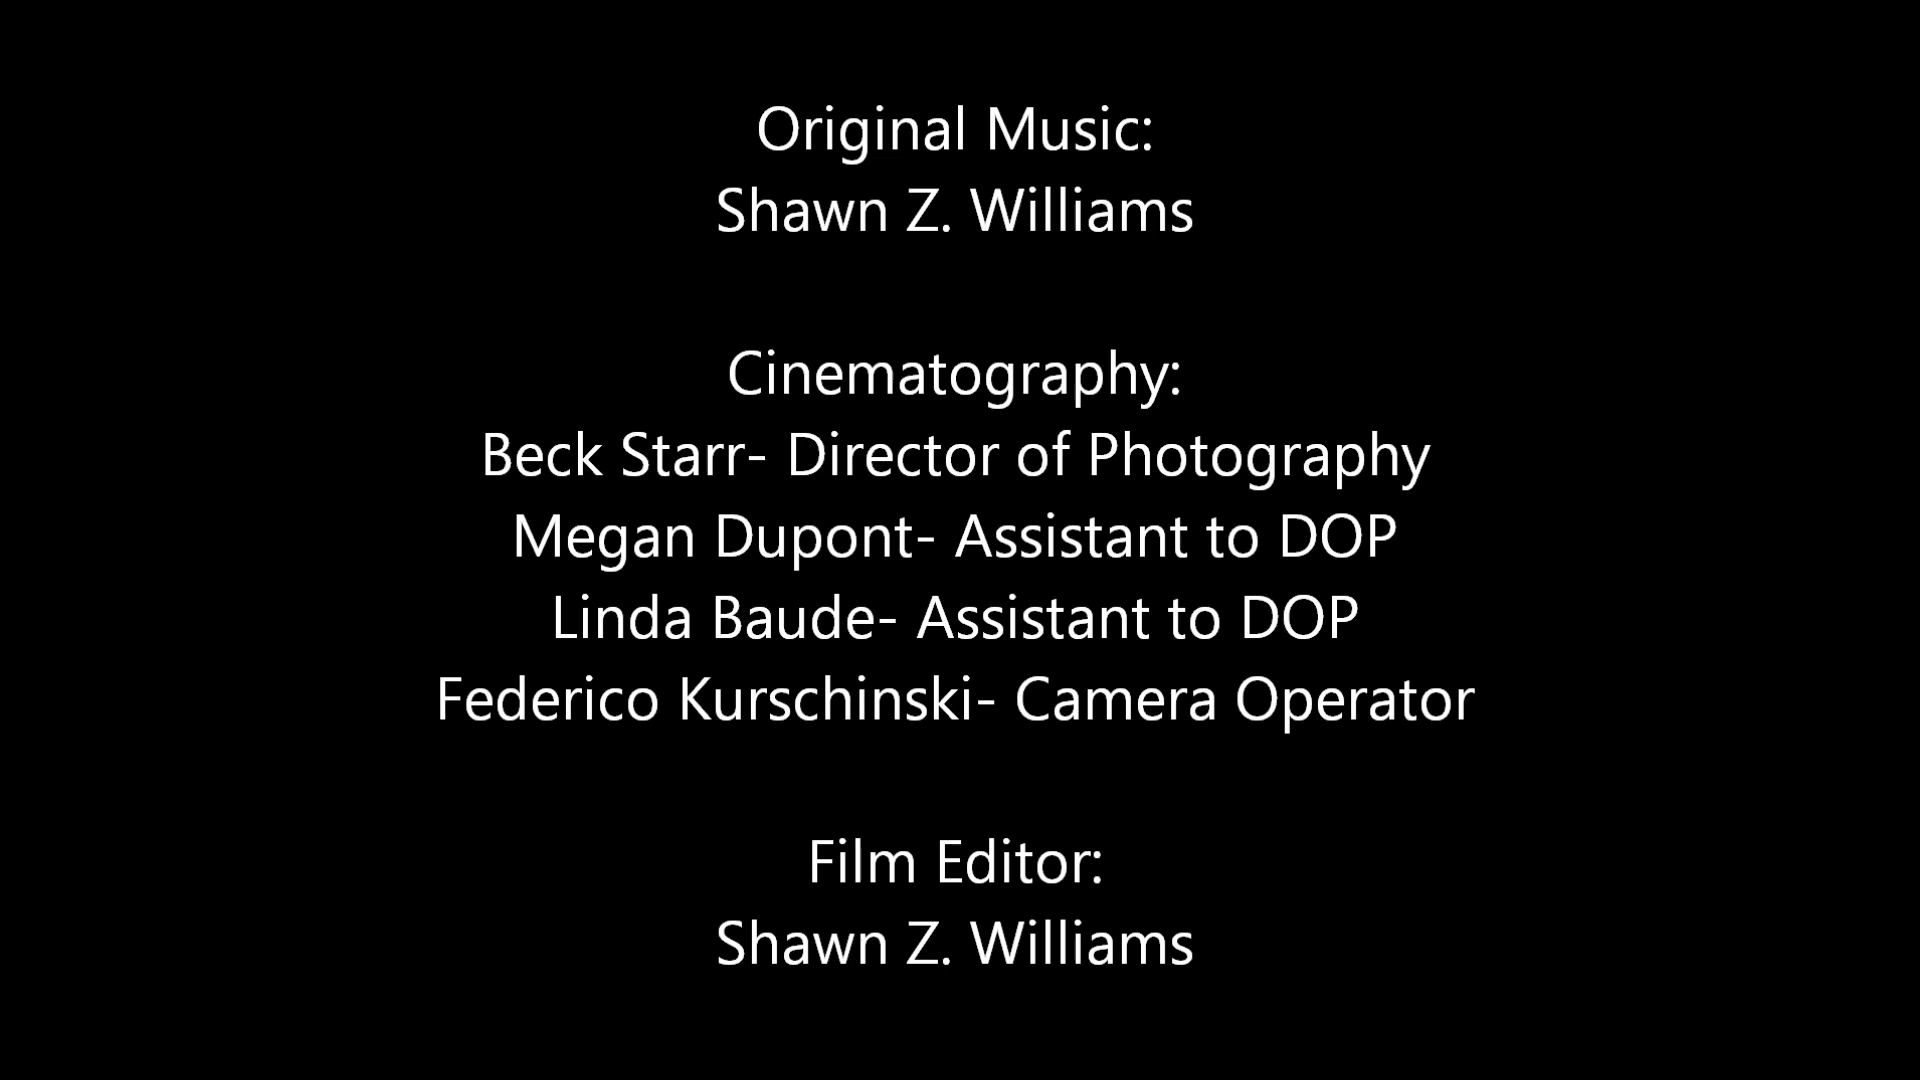 Original Music:
Shawn Z. Williams
Cinematography:
Beck Starr- Director of Photography
Megan Dupont- Assistant to DOP
Linda Baude- Assistant to DOP
Federico Kurschinski- Camera Operator
Film Editor:
Shawn Z. Williams